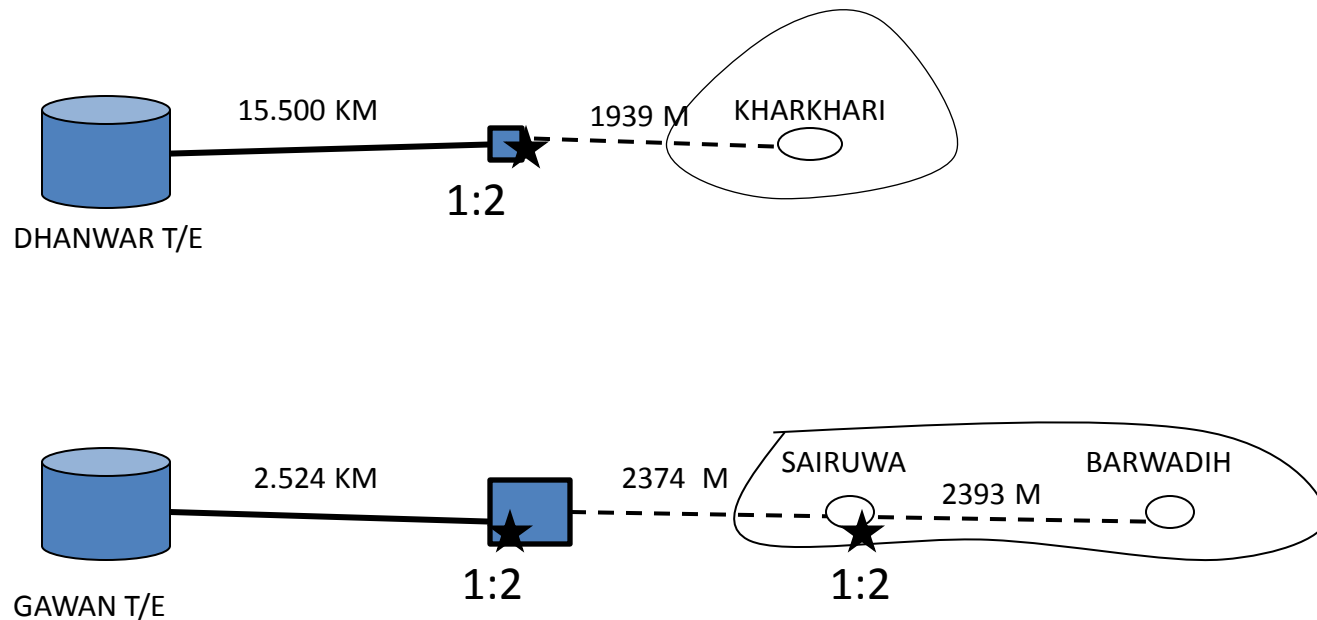 15.500 KM
1939 M
KHARKHARI
1:2
DHANWAR T/E
SAIRUWA
BARWADIH
2.524 KM
2374 M
2393 M
1:2
1:2
GAWAN T/E